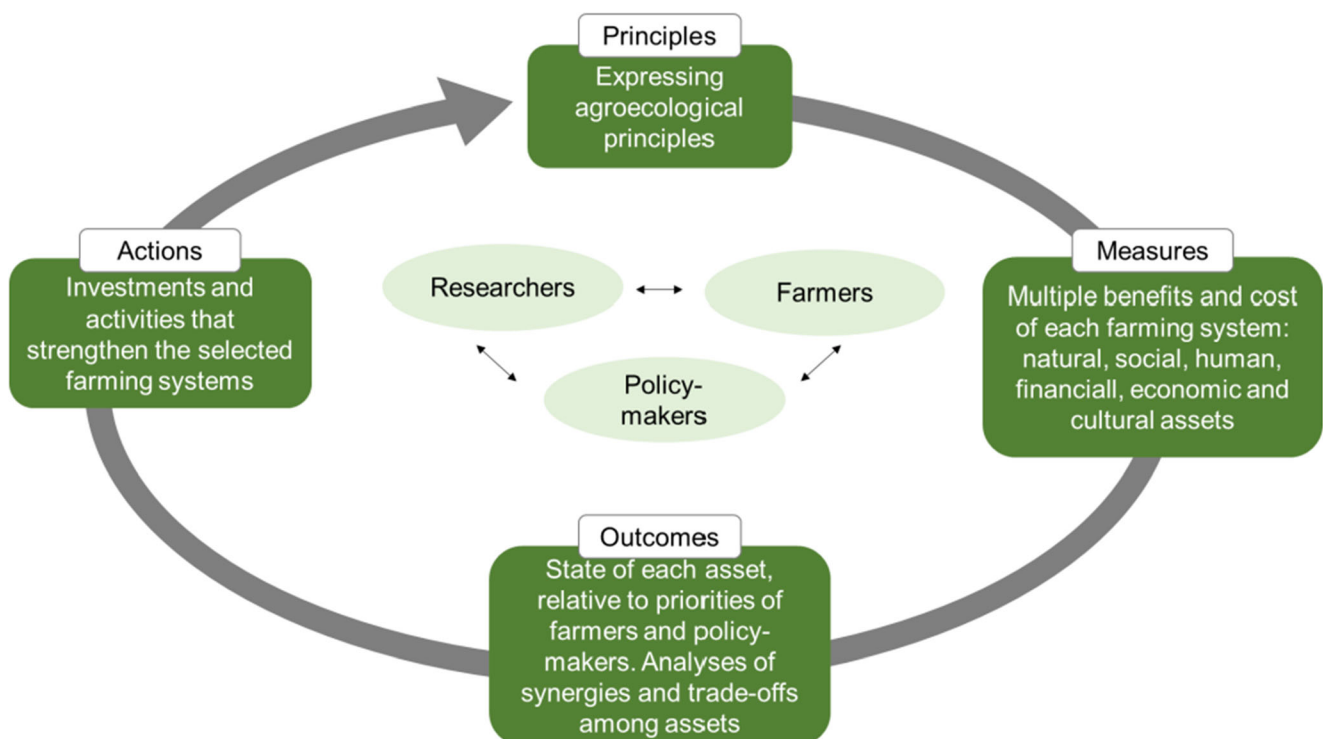 Principles
Expressing
agroecological
principles
Actions
Investments and
activities that
strengthen the selected
farming systems
Measures
Multiple benefits and cost
of each farming system:
natural, social, human,
financiall, economic and
cultural assets
Researchers
Farmers
Policy-
makers
Outcomes
State of each asset,
relative to priorities of
farmers and policy-
makers. Analyses of
synergies and trade-offs
among assets